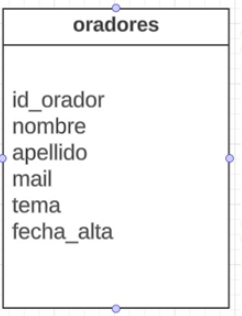 oradores
id_orador
nombre
apellido
mail
tema
fecha_alta